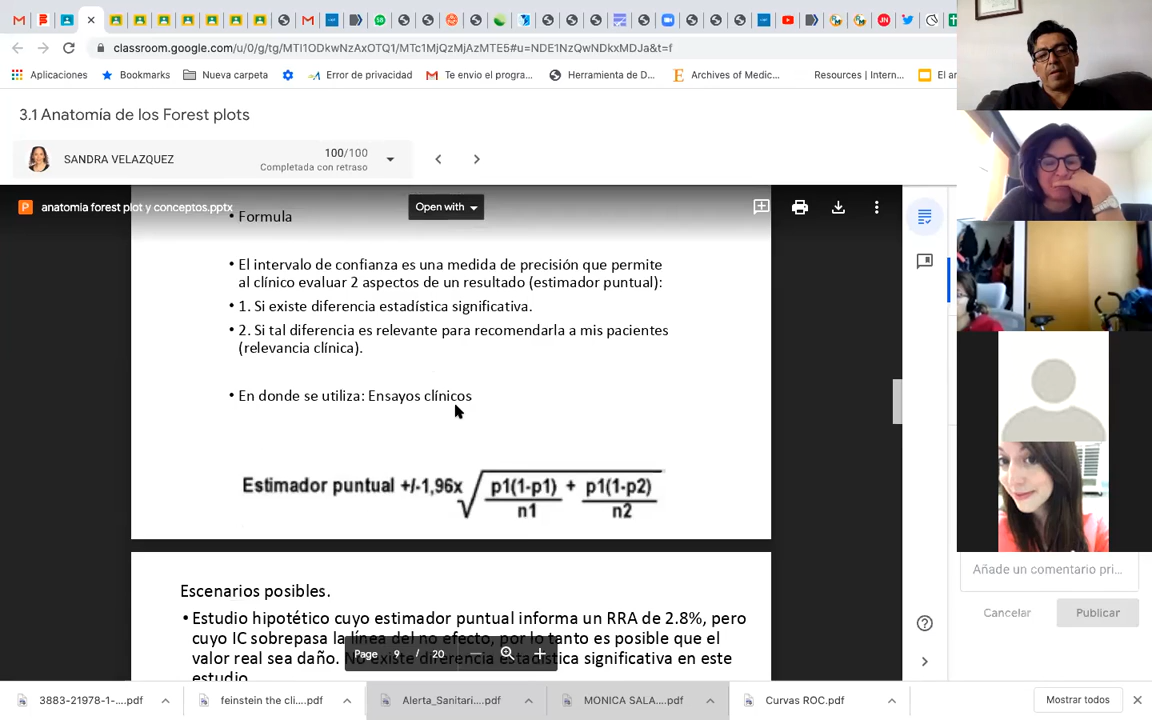 classroom.google.com/u/0/g/tg/MTI1ODkwNzAxOTQ1/MTc1MjQzMjAzMTE5#u=NDE1NzQwNDkxMDJa&t=f
Aplicaciones
Bookmarks
Nueva carpeta
Error de privacidad
Te envio el progra...
Herramienta de D...
Archives of Medic...
Resources | Intern...
El ar
3.1 Anatomía de los Forest plots
SANDRA VELAZQUEZ
100/100
Completada con retraso
anatomia forest plot y conceptos.pptx
Open with
• Formula
• El intervalo de confianza es una medida de precisión que permite
al clínico evaluar 2 aspectos de un resultado (estimador puntual):
• 1. Si existe diferencia estadística significativa.
• 2. Si tal diferencia es relevante para recomendarla a mis pacientes
(relevancia clínica).
• En donde se utiliza: Ensayos clínicos
Estimador puntual +/-1,96x √ p1(1-p1) + p1(1-p2)
n1 n2
Escenarios posibles.
• Estudio hipotético cuyo estimador puntual informa un RRA de 2.8%, pero
cuyo IC sobrepasa la línea del no efecto, por lo tanto es posible que el
valor real sea daño. No existe diferencia estadística significativa en este
estudio.
Page 9 / 20
Añade un comentario pri...
Cancelar
Publicar
3883-21978-1-....pdf
feinstein the cli....pdf
Alerta_Sanitari....pdf
MONICA SALA....pdf
Curvas ROC.pdf
Mostrar todos